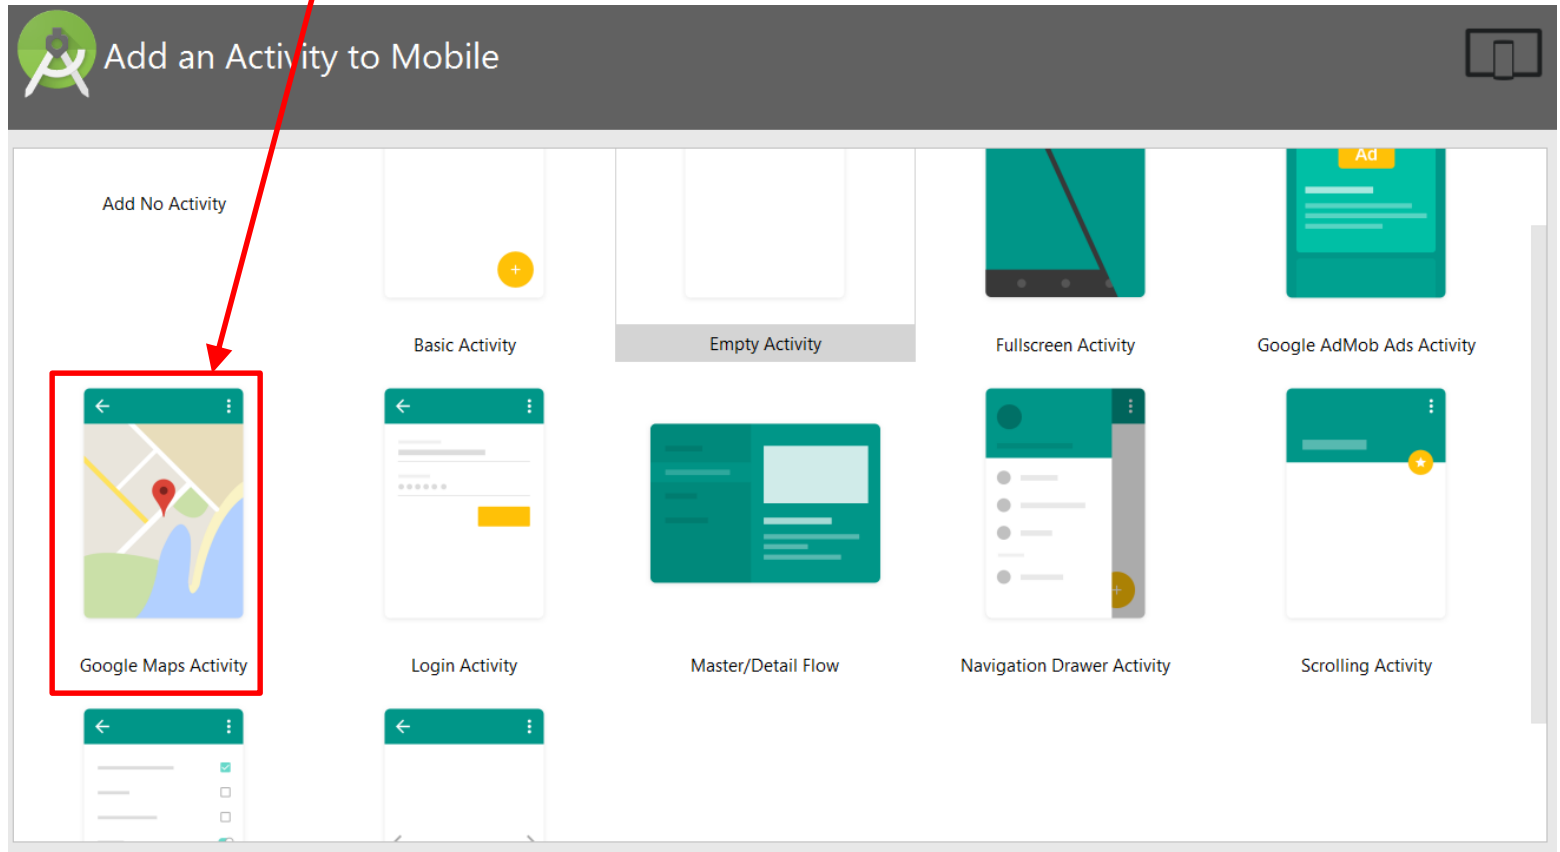 Add an Activity to Mobile
Ad
Add No Activity
Basic Activity
Empty Activity
Fullscreen Activity
Google AdMob Ads Activity
Google Maps Activity
Login Activity
Master/Detail Flow
Navigation Drawer Activity
Scrolling Activity